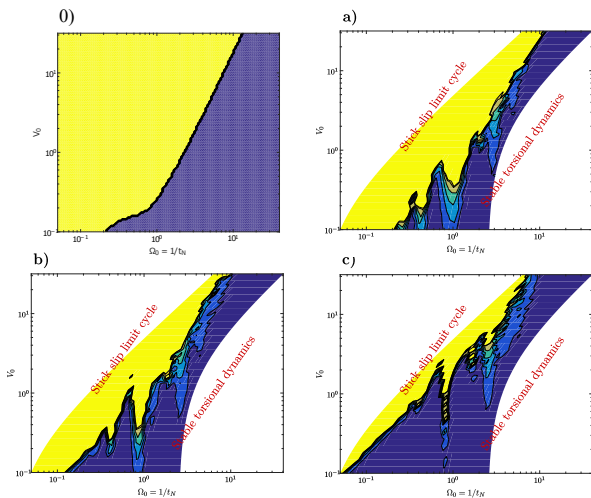 0)
a)
10¹
10⁰
10⁻¹
V₀
10⁻¹
10⁰
10¹
Ω₀ = 1/t_N
10¹
10⁰
10⁻¹
V₀
Stick slip limit cycle
Stable torsional dynamics
10⁻¹
10⁰
10¹
Ω₀ = 1/t_N
b)
c)
10¹
10⁰
10⁻¹
V₀
Stick slip limit cycle
Stable torsional dynamics
10⁻¹
10⁰
10¹
Ω₀ = 1/t_N
10¹
10⁰
10⁻¹
V₀
Stick slip limit cycle
Stable torsional dynamics
10⁻¹
10⁰
10¹
Ω₀ = 1/t_N